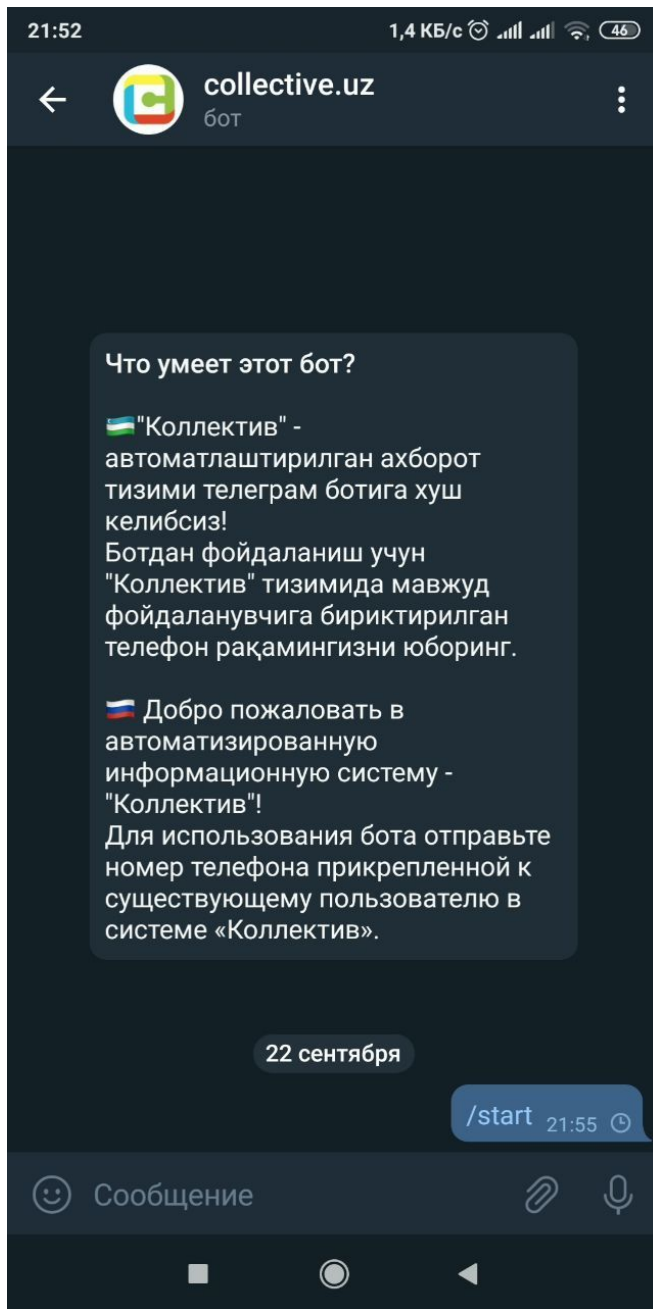 21:52
1,4 КБ/с
46
collective.uz
бот
Что умеет этот бот?
"Коллектив" -
автоматлаштирилган ахборот
тизими телеграм ботига хуш
келибсиз!
Ботдан фойдаланиш учун
"Коллектив" тизимида мавжуд
фойдаланувчига бириктирилган
телефон рақамингизни юборинг.
Добро пожаловать в
автоматизированную
информационную систему -
"Коллектив"!
Для использования бота отправьте
номер телефона прикрепленной к
существующему пользователю в
системе «Коллектив».
22 сентября
/start 21:55
Сообщение